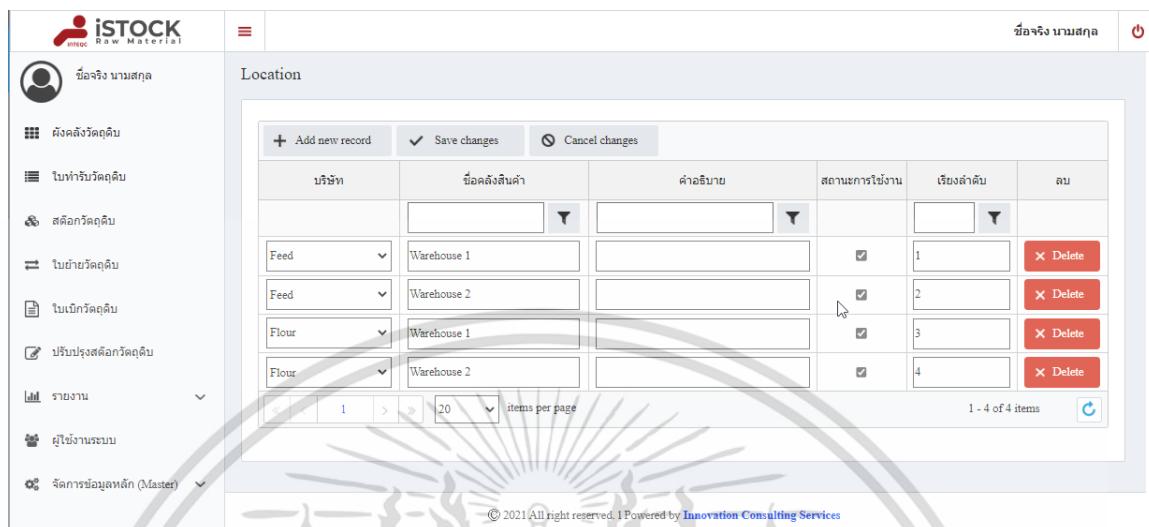 iSTOCK
INTEQC Raw Material
ชื่อจริง นามสกุล
ชื่อจริง นามสกุล
ผังคลังวัตถุดิบ
ใบทำรับวัตถุดิบ
สต๊อกวัตถุดิบ
ใบย้ายวัตถุดิบ
ใบเบิกวัตถุดิบ
ปรับปรุงสต๊อกวัตถุดิบ
รายงาน
ผู้ใช้งานระบบ
จัดการข้อมูลหลัก (Master)
Location
Add new record Save changes Cancel changes
บริษัท ชื่อคลังสินค้า คำอธิบาย สถานะการใช้งาน เรียงลำดับ ลบ
Feed Warehouse 1 1 Delete
Feed Warehouse 2 2 Delete
Flour Warehouse 1 3 Delete
Flour Warehouse 2 4 Delete
1 20 items per page 1 - 4 of 4 items
© 2021 All right reserved. l Powered by Innovation Consulting Services